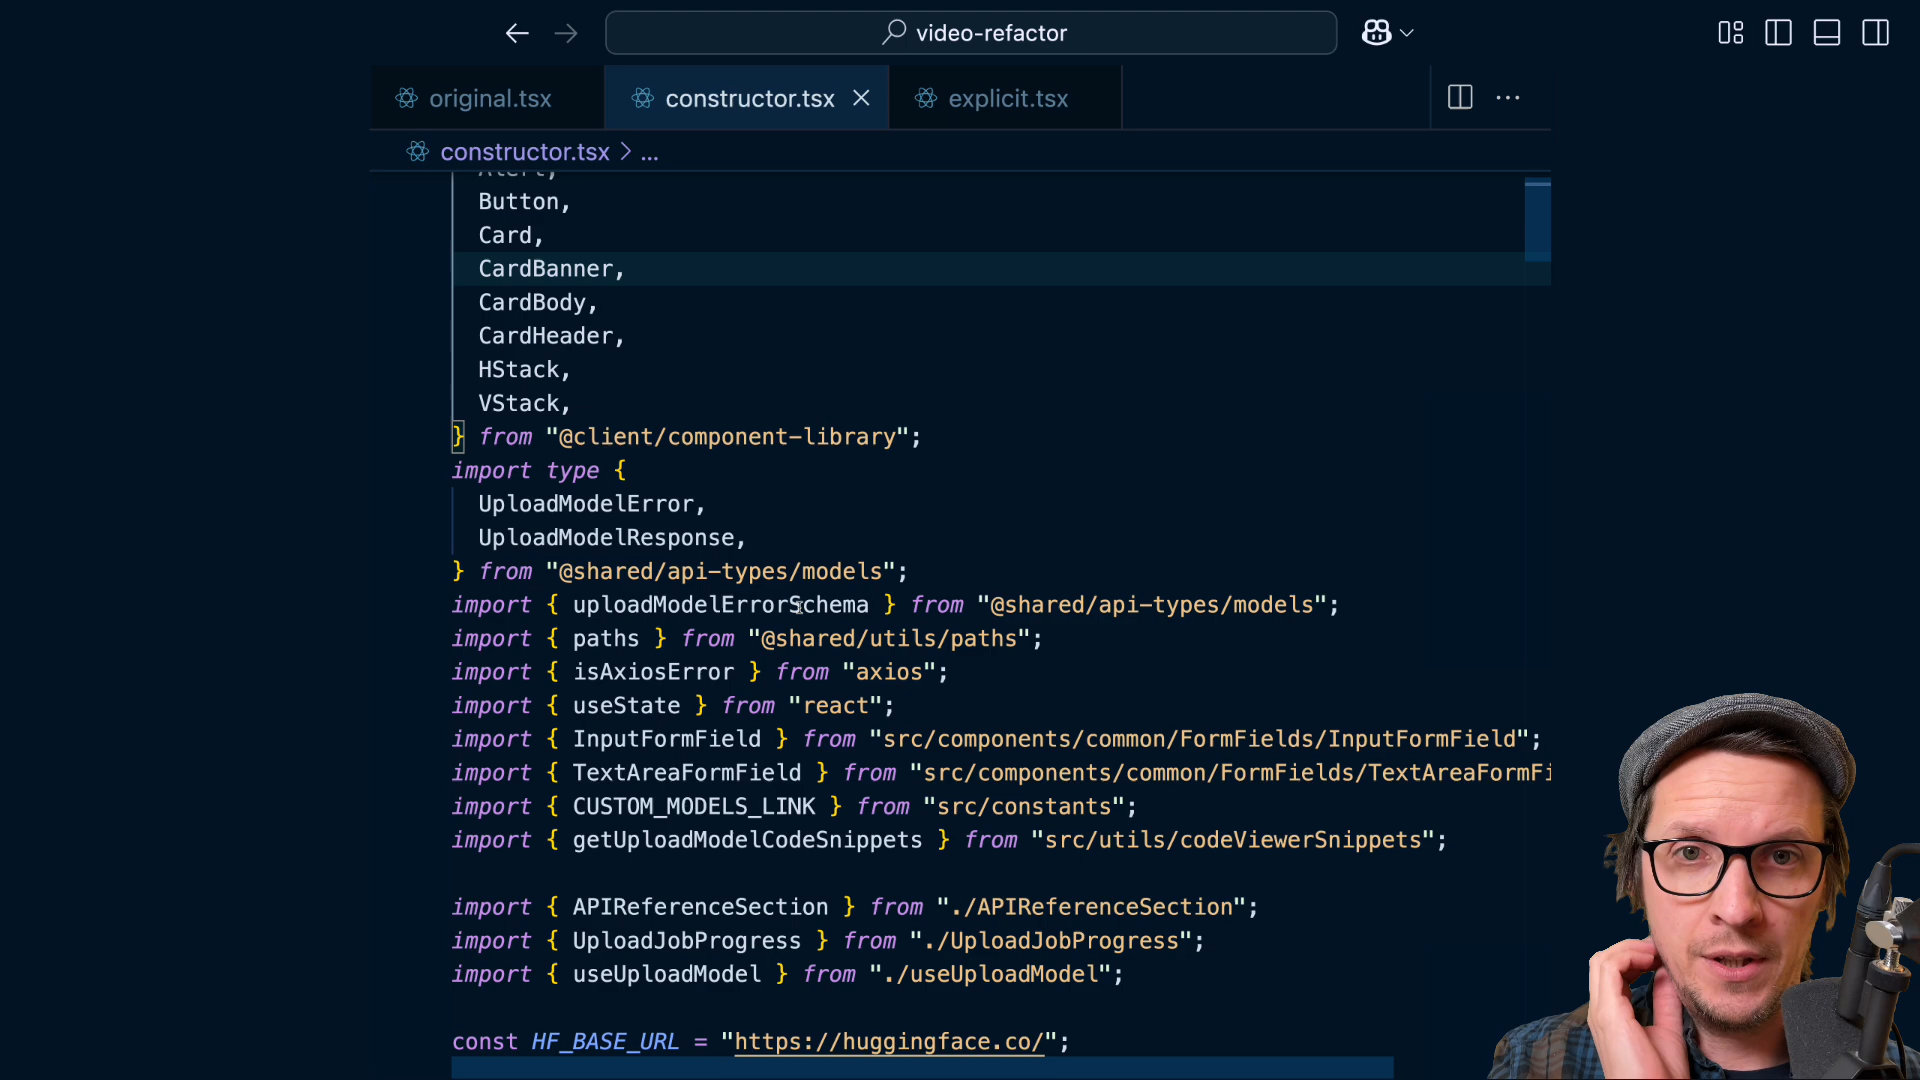 video-refactor
original.tsx
constructor.tsx
explicit.tsx
constructor.tsx > ...
Alert,
Button,
Card,
CardBanner,
CardBody,
CardHeader,
HStack,
VStack,
} from "@client/component-library";
import type {
UploadModelError,
UploadModelResponse,
} from "@shared/api-types/models";
import { uploadModelErrorSchema } from "@shared/api-types/models";
import { paths } from "@shared/utils/paths";
import { isAxiosError } from "axios";
import { useState } from "react";
import { InputFormField } from "src/components/common/FormFields/InputFormField";
import { TextAreaFormField } from "src/components/common/FormFields/TextAreaFormFi
import { CUSTOM_MODELS_LINK } from "src/constants";
import { getUploadModelCodeSnippets } from "src/utils/codeViewerSnippets";
import { APIReferenceSection } from "./APIReferenceSection";
import { UploadJobProgress } from "./UploadJobProgress";
import { useUploadModel } from "./useUploadModel";
const HF_BASE_URL = "https://huggingface.co/";